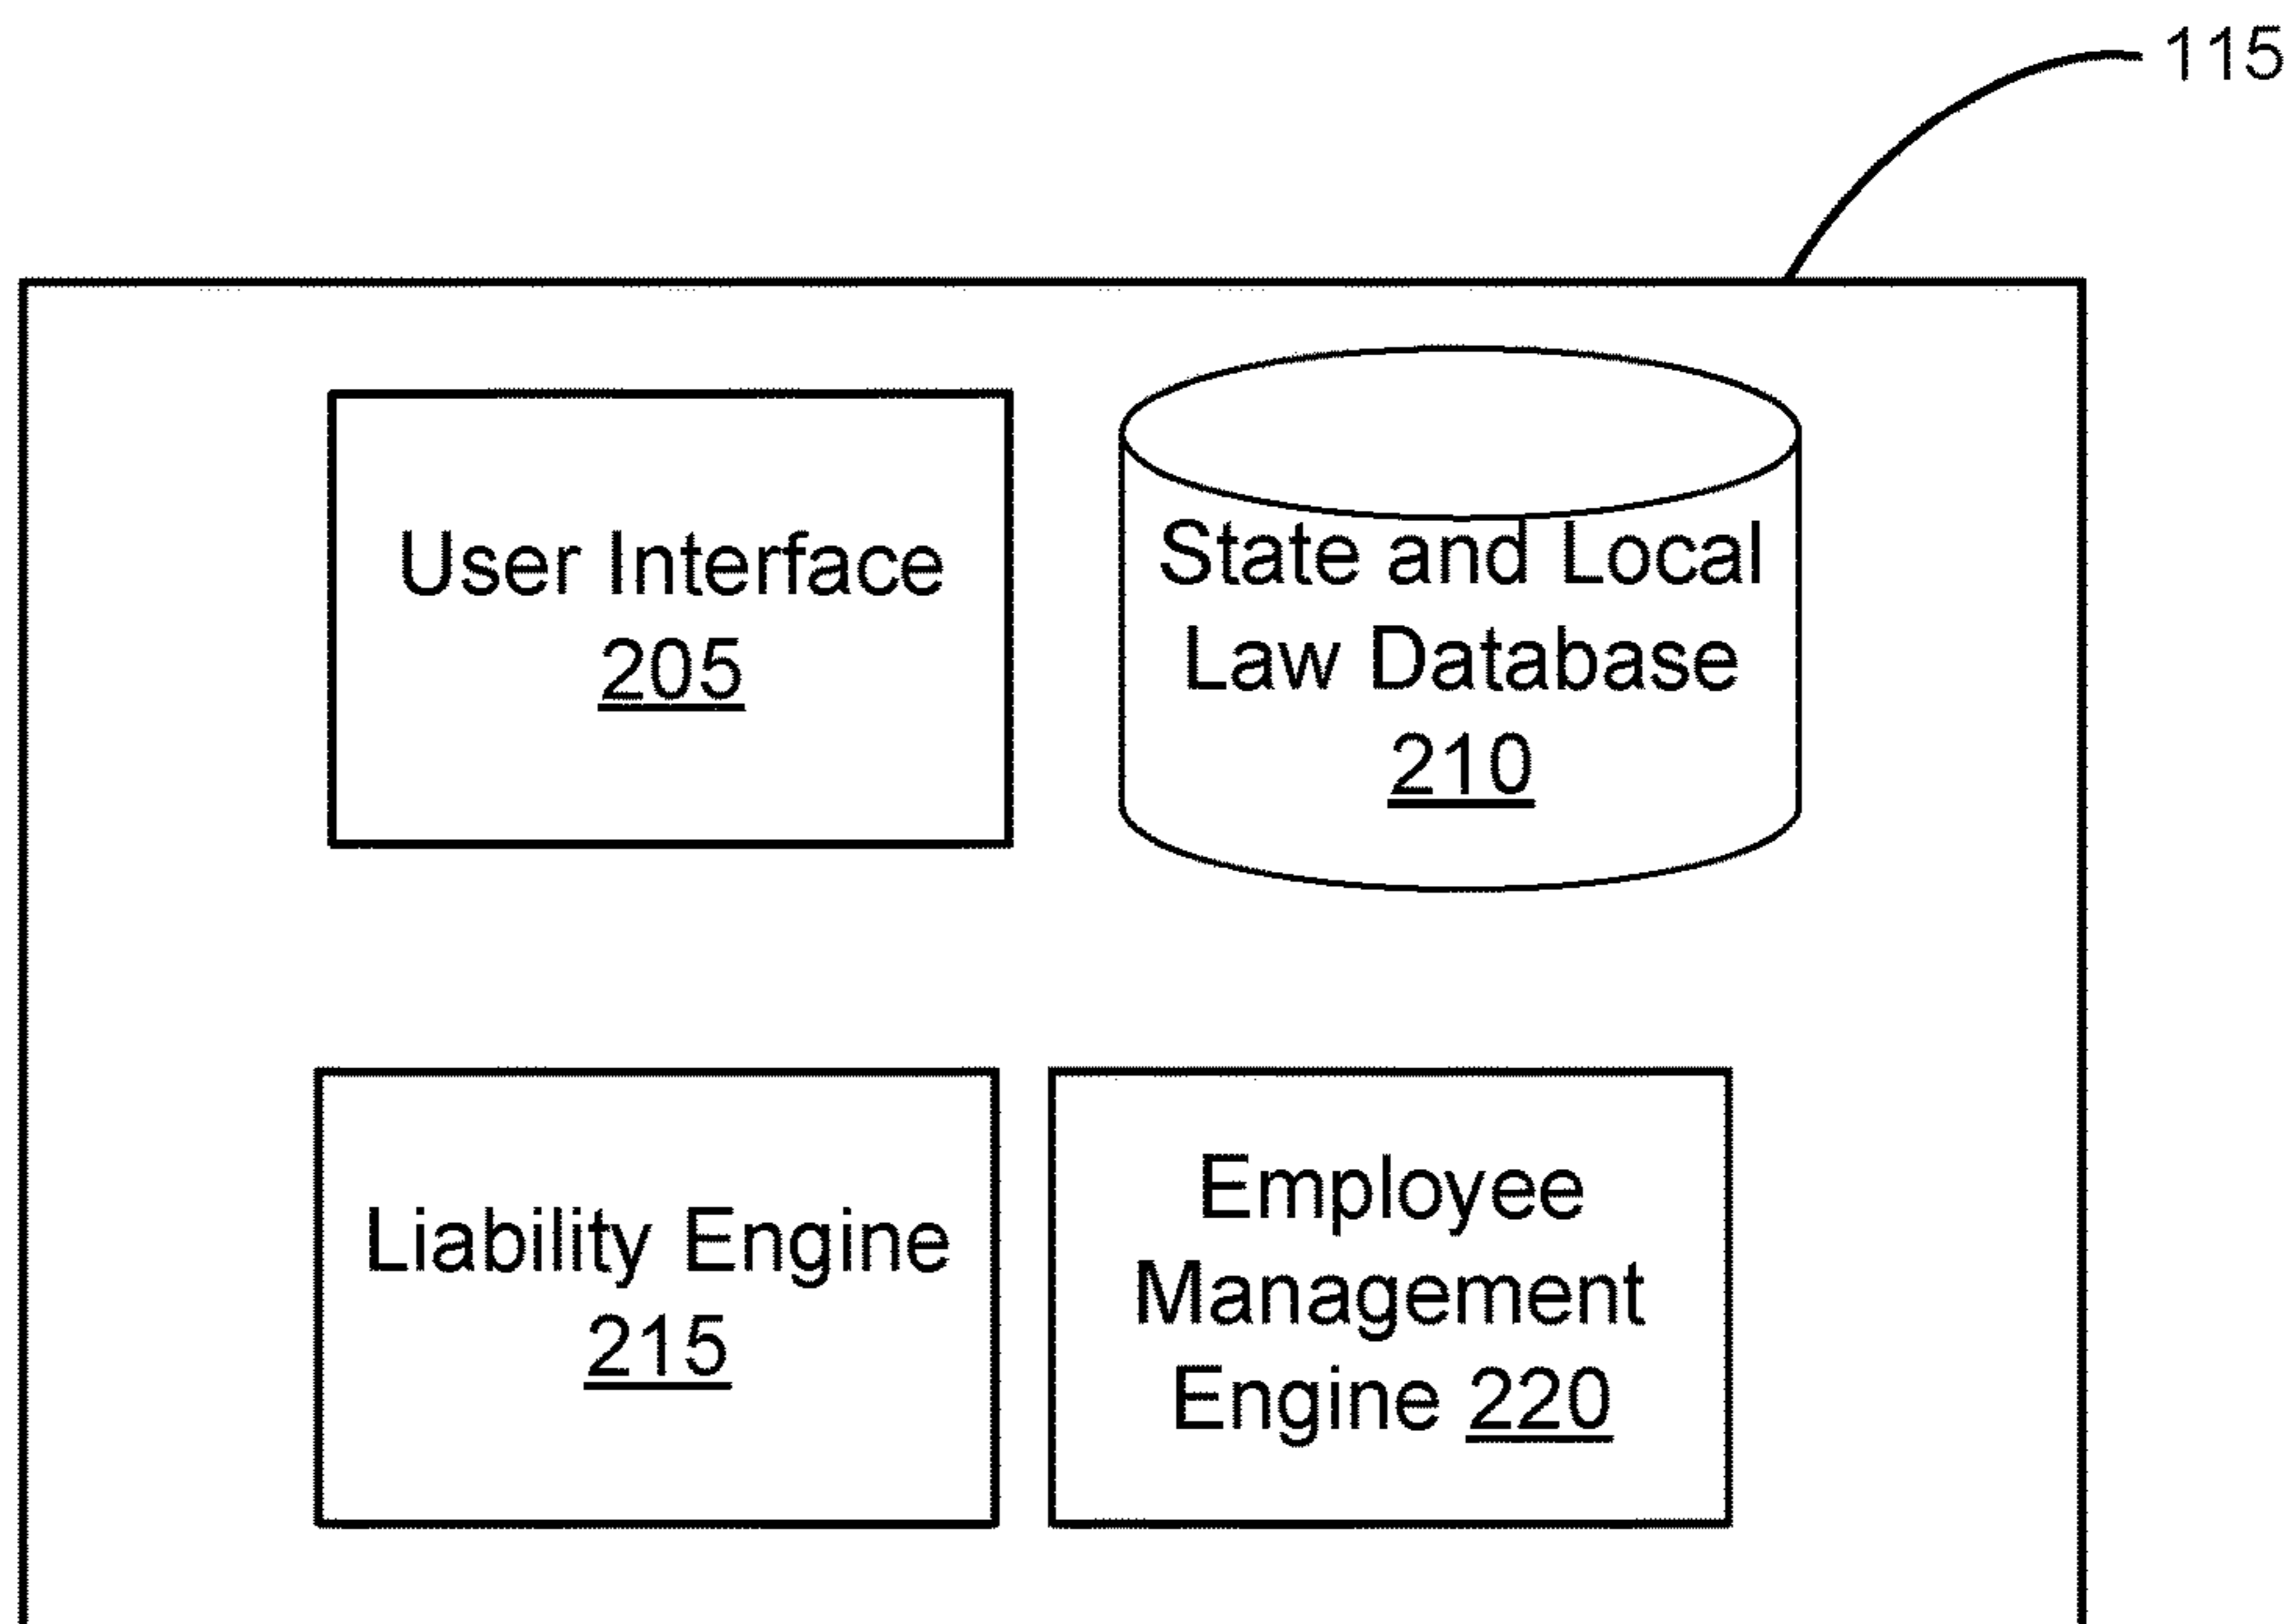 115
User Interface
205
State and Local
Law Database
210
Liability Engine
215
Employee
Management
Engine 220